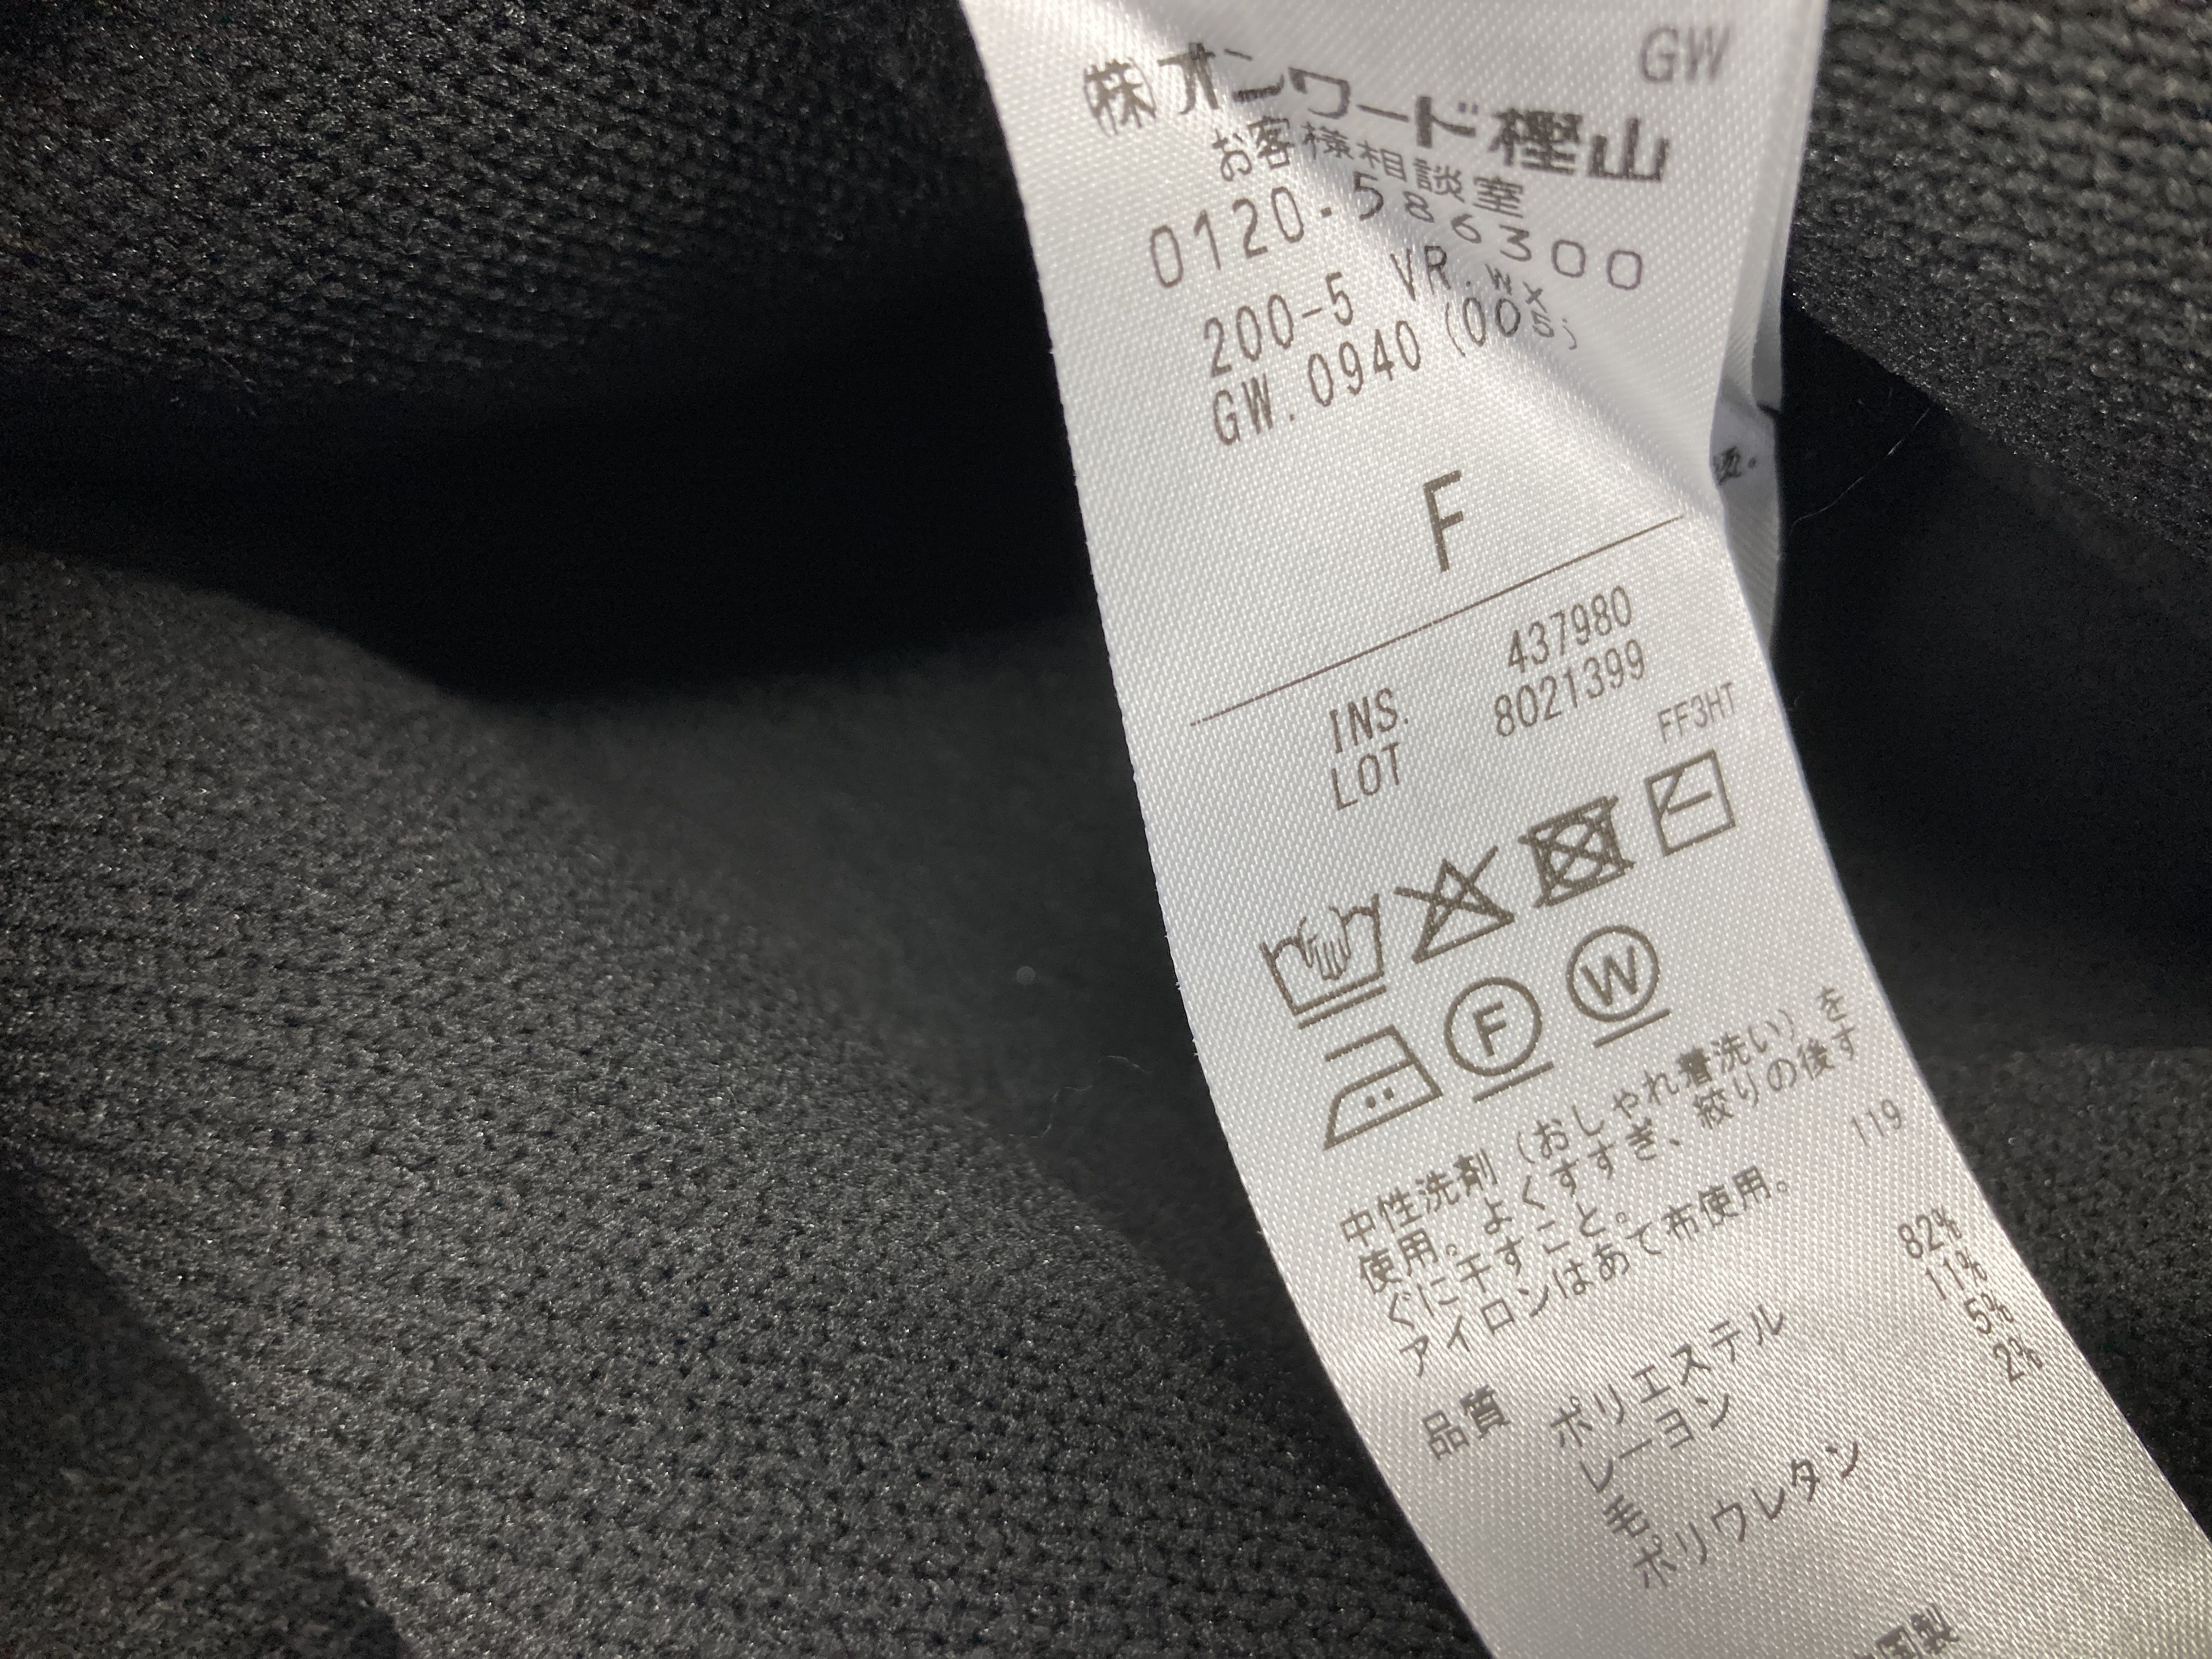 GW
㈱オンワード樫山
お客様相談室
0120-586300
200-5 VR.
GW.0940 (005)
F
INS. 437980
LOT 8021399
FF3HT
F W
中性洗剤（おしゃれ着洗い）を
使用。よくすすぎ、絞りの後す
ぐに干すこと。
アイロンはあて布使用。
119
品質 ポリエステル 82%
レーヨン 11%
毛 5%
ポリウレタン 2%
国製